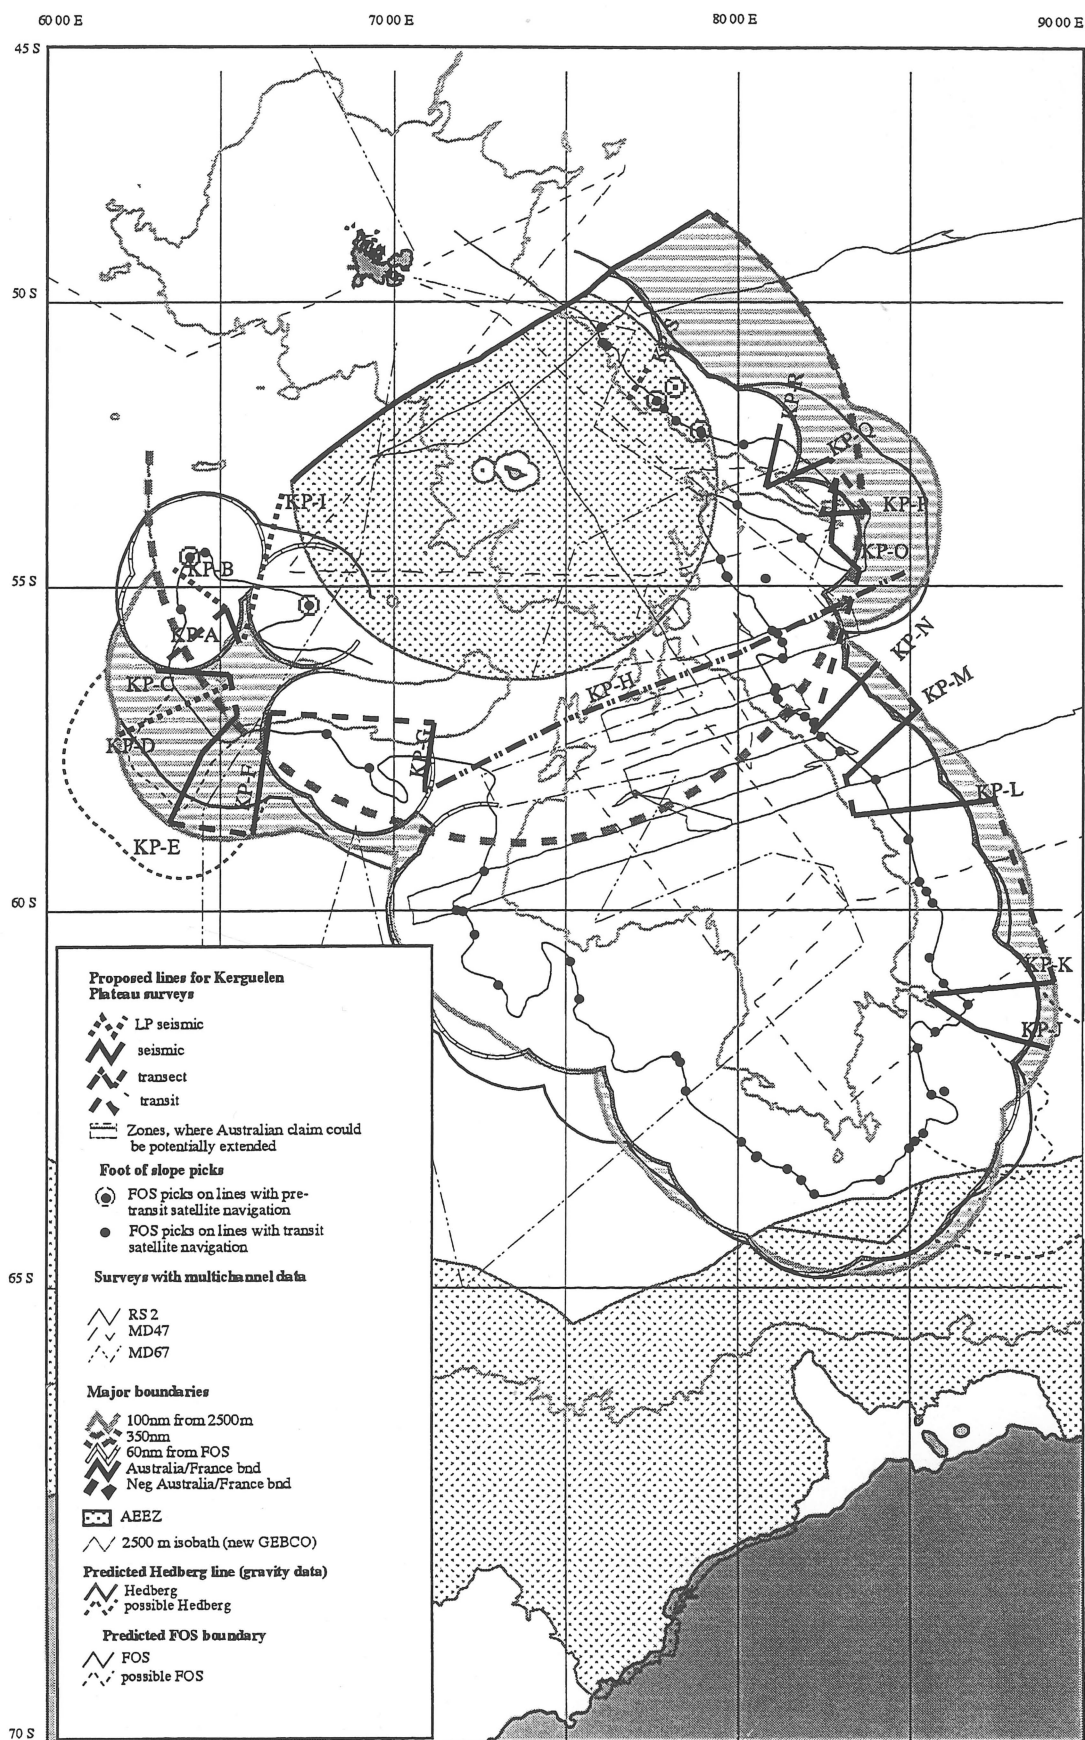 60 00 E 70 00 E 80 00 E 90 00 E
45 S
50 S
KP-R
KP-Q
KP-I
KP-P
KP-B
KP-O
55 S
KP-A
KP-N
KP-C
KP-H
KP-M
KP-D
KP-G
KP-F
KP-L
KP-E
60 S
KP-K
KP-J
65 S
70 S
Proposed lines for Kerguelen
Plateau surveys
LP seismic
seismic
transect
transit
Zones, where Australian claim could
be potentially extended
Foot of slope picks
FOS picks on lines with pre-
transit satellite navigation
FOS picks on lines with transit
satellite navigation
Surveys with multichannel data
RS 2
MD47
MD67
Major boundaries
100nm from 2500m
350nm
60nm from FOS
Australia/France bnd
Neg Australia/France bnd
AEEZ
2500 m isobath (new GEBCO)
Predicted Hedberg line (gravity data)
Hedberg
possible Hedberg
Predicted FOS boundary
FOS
possible FOS